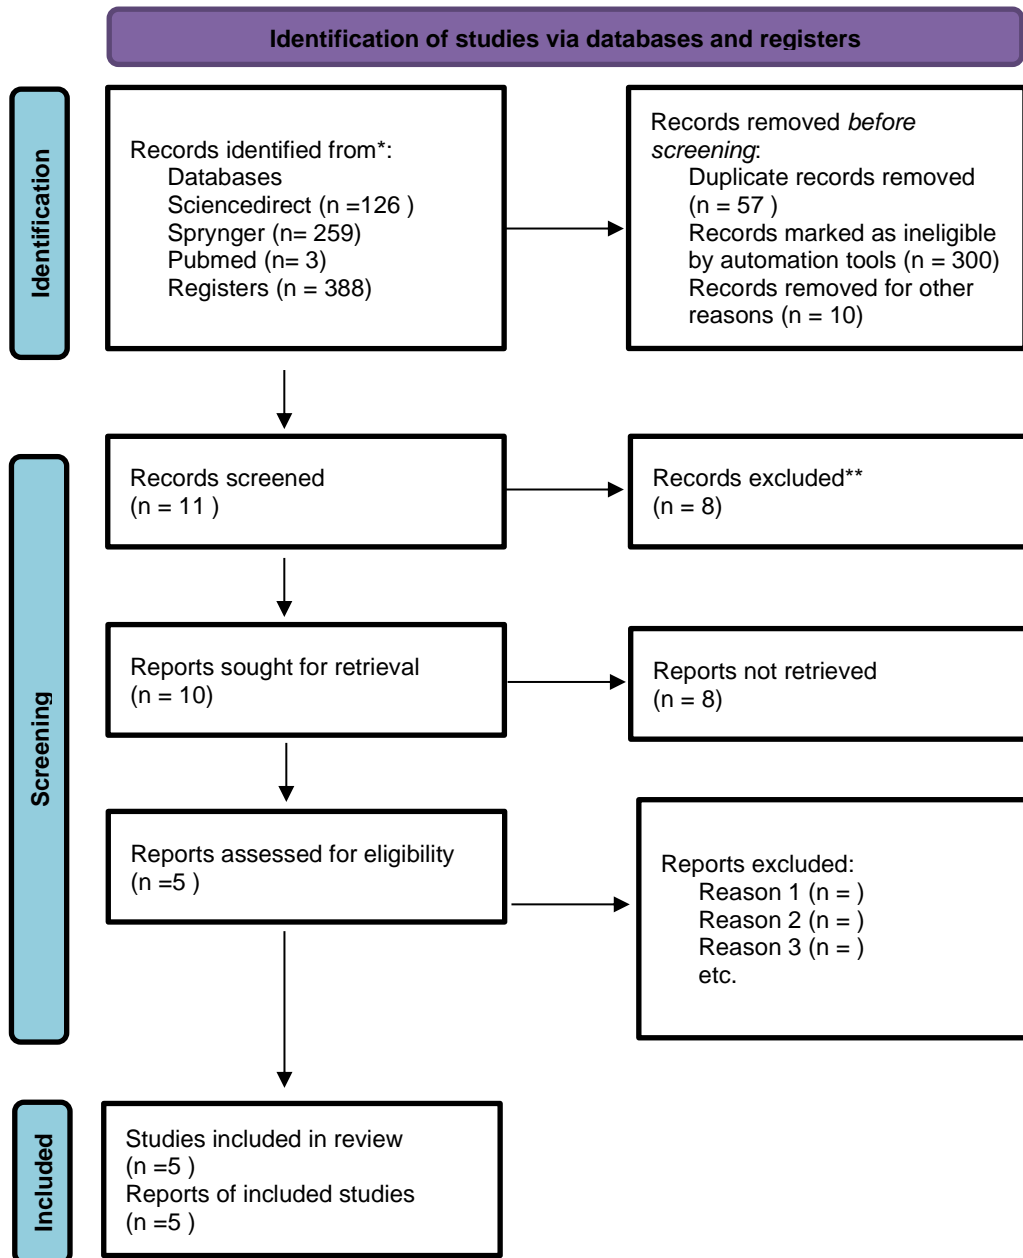 Identification of studies via databases and registers
Identification
Records identified from*:
Databases
Sciencedirect (n =126 )
Sprynger (n= 259)
Pubmed (n= 3)
Registers (n = 388)
Records removed before
screening:
Duplicate records removed
(n = 57 )
Records marked as ineligible
by automation tools (n = 300)
Records removed for other
reasons (n = 10)
Screening
Records screened
(n = 11 )
Records excluded**
(n = 8)
Reports sought for retrieval
(n = 10)
Reports not retrieved
(n = 8)
Reports assessed for eligibility
(n =5 )
Reports excluded:
Reason 1 (n = )
Reason 2 (n = )
Reason 3 (n = )
etc.
Included
Studies included in review
(n =5 )
Reports of included studies
(n =5 )